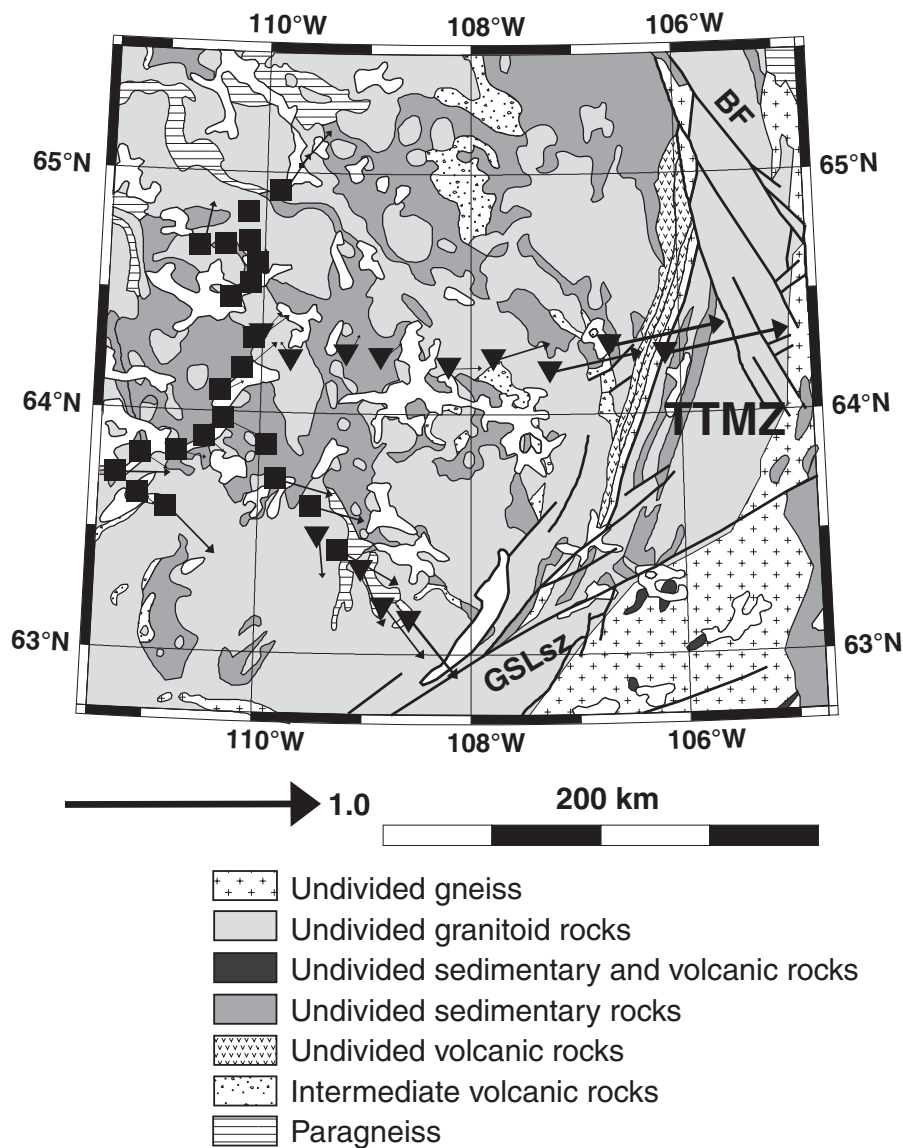 110°W 108°W 106°W
BF
65°N 65°N
64°N 64°N
TTMZ
63°N 63°N
GSLsz
110°W 108°W 106°W
1.0 200 km
Undivided gneiss
Undivided granitoid rocks
Undivided sedimentary and volcanic rocks
Undivided sedimentary rocks
Undivided volcanic rocks
Intermediate volcanic rocks
Paragneiss